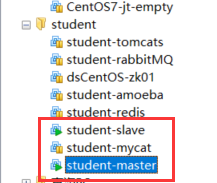 CentOS7-jt-empty
student
student-tomcats
student-rabbitMQ
dsCentOS-zk01
student-amoeba
student-redis
student-slave
student-mycat
student-master